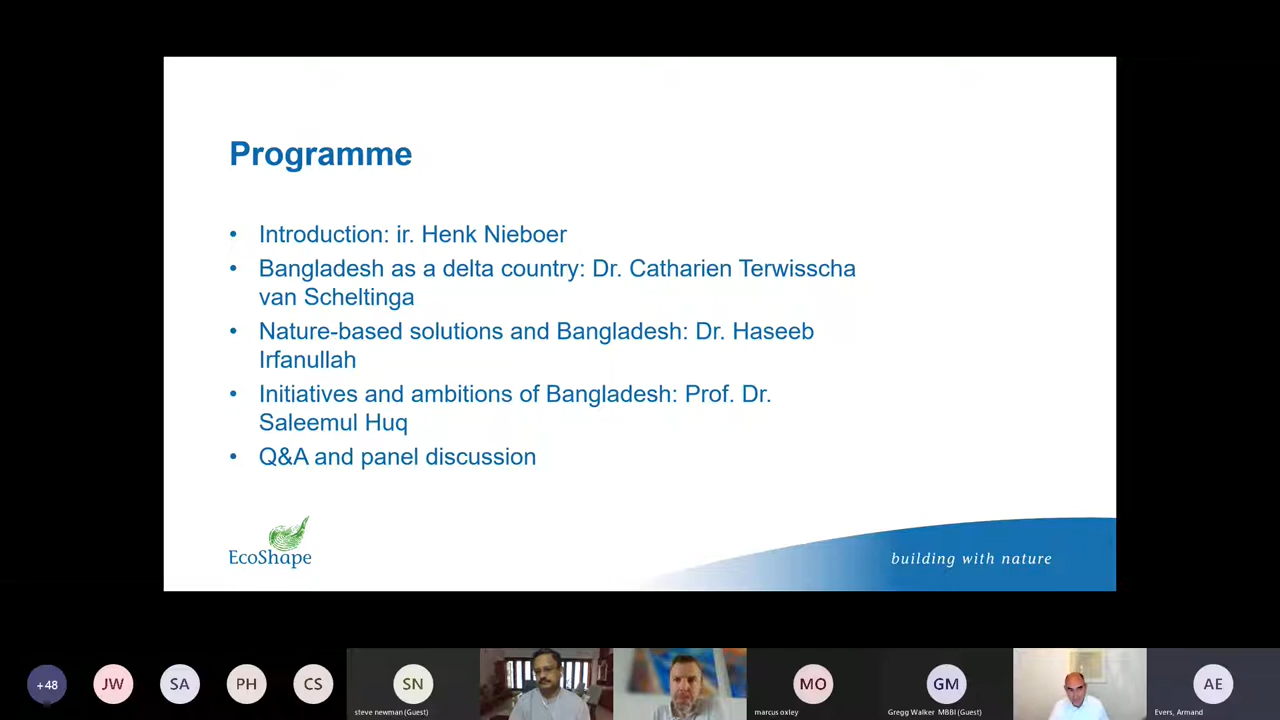 Programme
• Introduction: ir. Henk Nieboer
• Bangladesh as a delta country: Dr. Catharien Terwisscha
van Scheltinga
• Nature-based solutions and Bangladesh: Dr. Haseeb
Irfanullah
• Initiatives and ambitions of Bangladesh: Prof. Dr.
Saleemul Huq
• Q&A and panel discussion
EcoShape
building with nature
+48
JW
SA
PH
CS
SN
steve newman (Guest)
MO
marcus oxley
GM
Gregg Walker MBBI (Guest)
AE
Evers, Armand